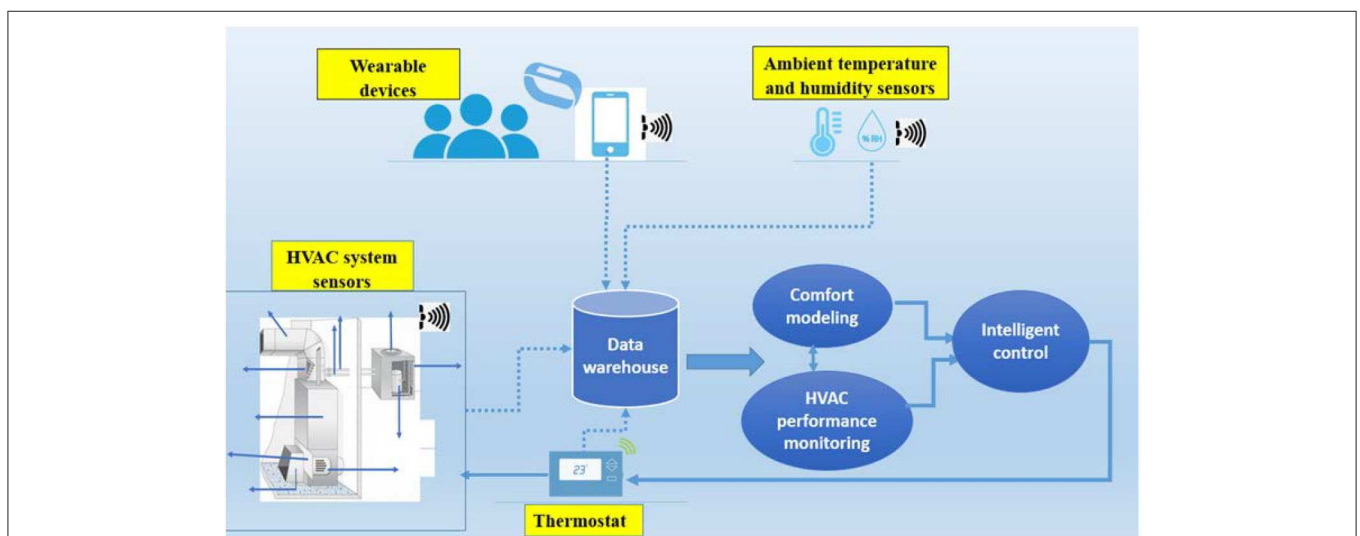 Wearable
devices
Ambient temperature
and humidity sensors
% RH
HVAC system
sensors
Data
warehouse
Comfort
modeling
HVAC
performance
monitoring
Intelligent
control
23°
Thermostat